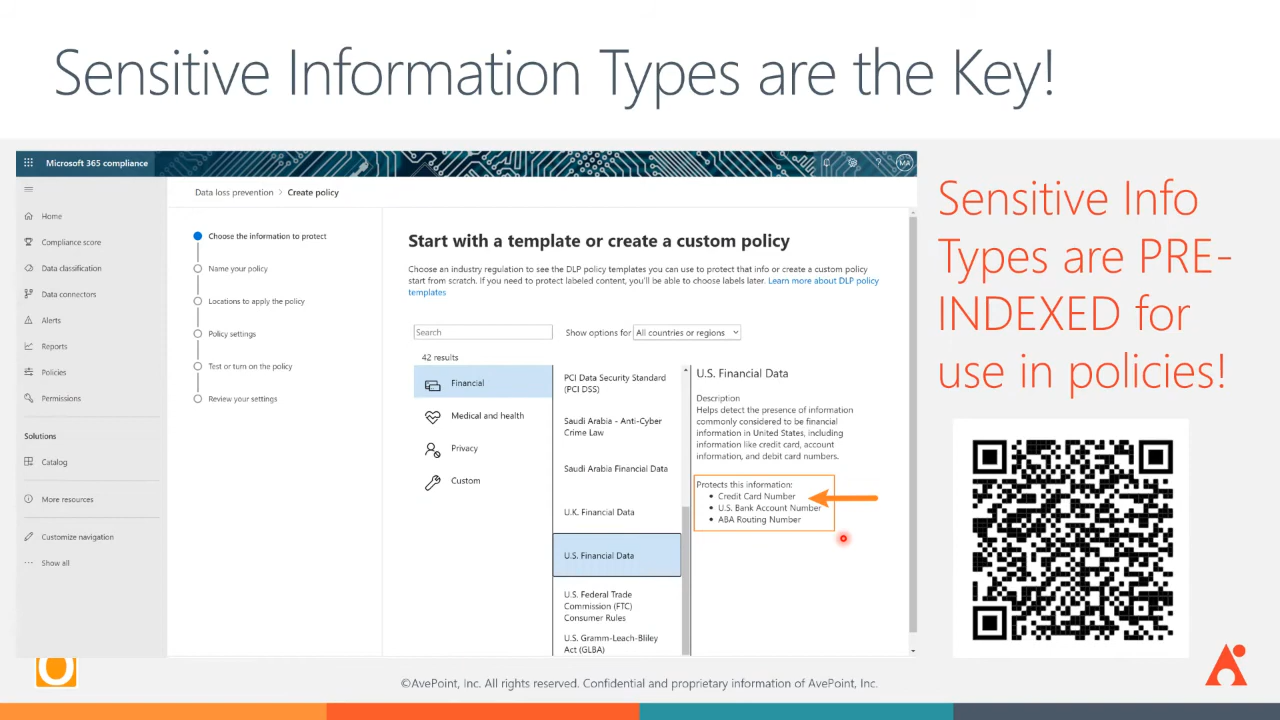 Sensitive Information Types are the Key!
Microsoft 365 compliance
?
MA
Data loss prevention > Create policy
Home
Compliance score
Data classification
Data connectors
Alerts
Reports
Policies
Permissions
Solutions
Catalog
More resources
Customize navigation
Show all
Choose the information to protect
Name your policy
Locations to apply the policy
Policy settings
Test or turn on the policy
Review your settings
Start with a template or create a custom policy
Choose an industry regulation to see the DLP policy templates you can use to protect that info or create a custom policy
start from scratch. If you need to protect labeled content, you'll be able to choose labels later. Learn more about DLP policy
templates
Search
Show options for
All countries or regions
42 results
Financial
Medical and health
Privacy
Custom
PCI Data Security Standard
(PCI DSS)
Saudi Arabia - Anti-Cyber
Crime Law
Saudi Arabia Financial Data
U.K. Financial Data
U.S. Financial Data
U.S. Federal Trade
Commission (FTC)
Consumer Rules
U.S. Gramm-Leach-Bliley
Act (GLBA)
U.S. Financial Data
Description
Helps detect the presence of information
commonly considered to be financial
information in United States, including
information like credit card, account
information, and debit card numbers.
Protects this information:
• Credit Card Number
• U.S. Bank Account Number
• ABA Routing Number
Sensitive Info
Types are PRE-
INDEXED for
use in policies!
©AvePoint, Inc. All rights reserved. Confidential and proprietary information of AvePoint, Inc.